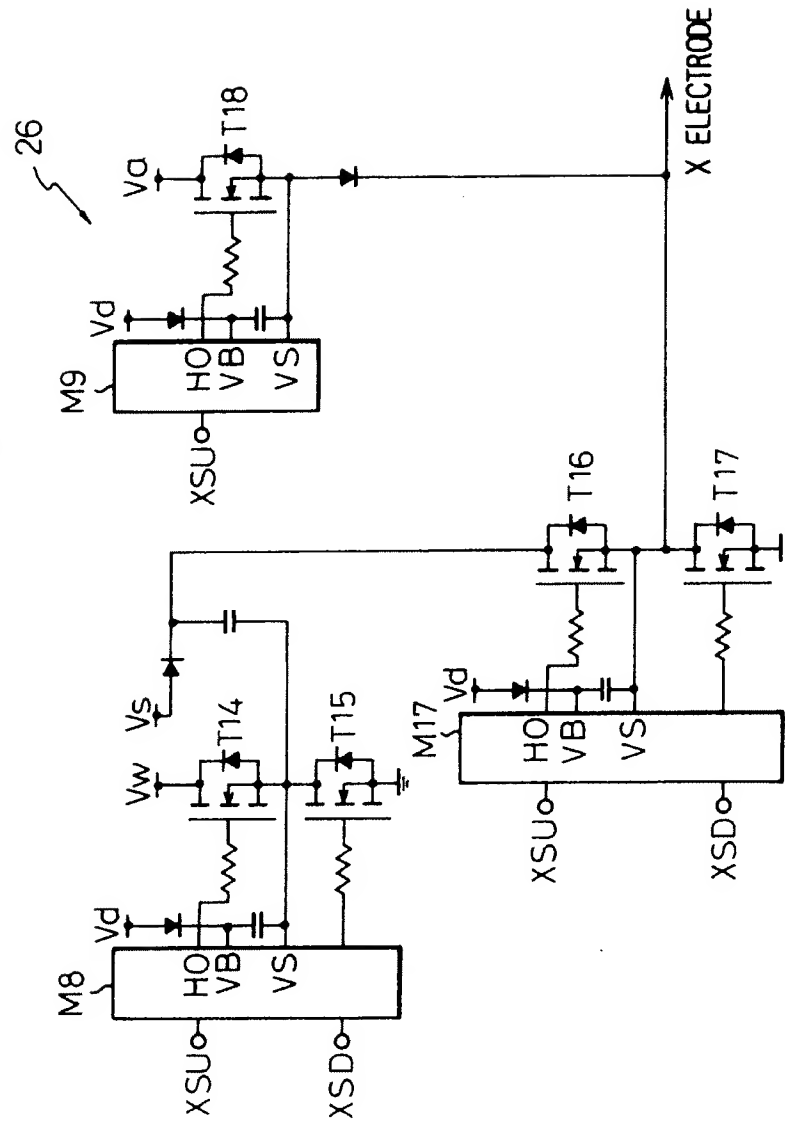 26
Vd
Va
M9
HO
VB
VS
XSU
T18
X ELECTRODE
Vd
Vw
Vs
M8
HO
VB
VS
XSU
XSD
T14
T15
Vd
M17
HO
VB
VS
XSU
XSD
T16
T17